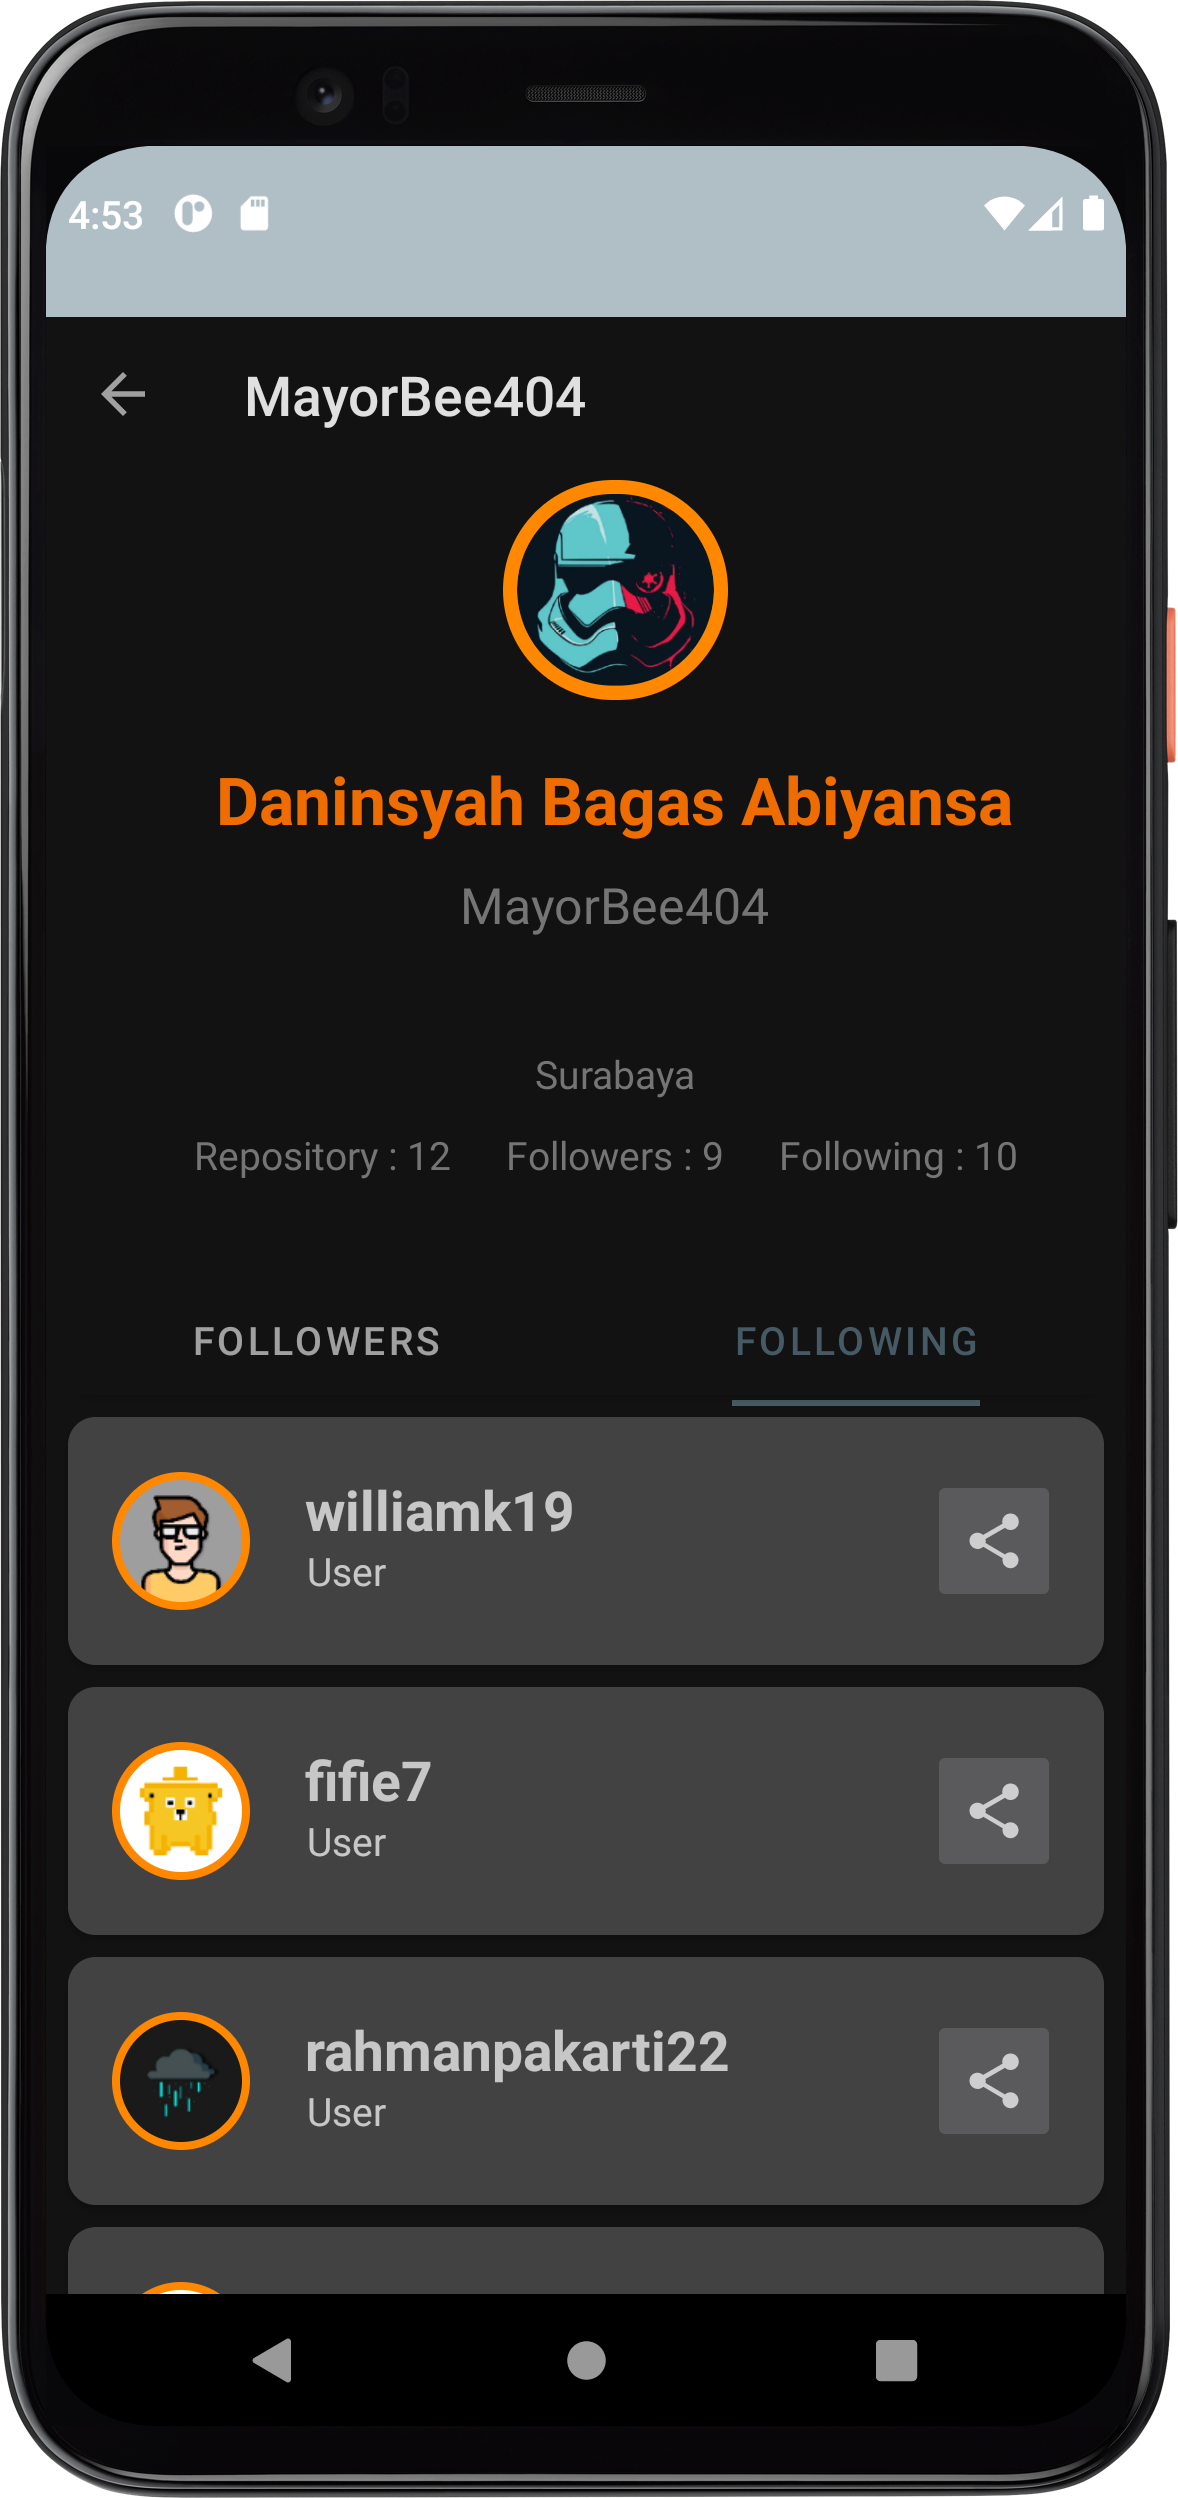 4:53
MayorBee404
Daninsyah Bagas Abiyansa
MayorBee404
Surabaya
Repository : 12 Followers : 9 Following : 10
FOLLOWERS FOLLOWING
williamk19
User
fifie7
User
rahmanpakarti22
User